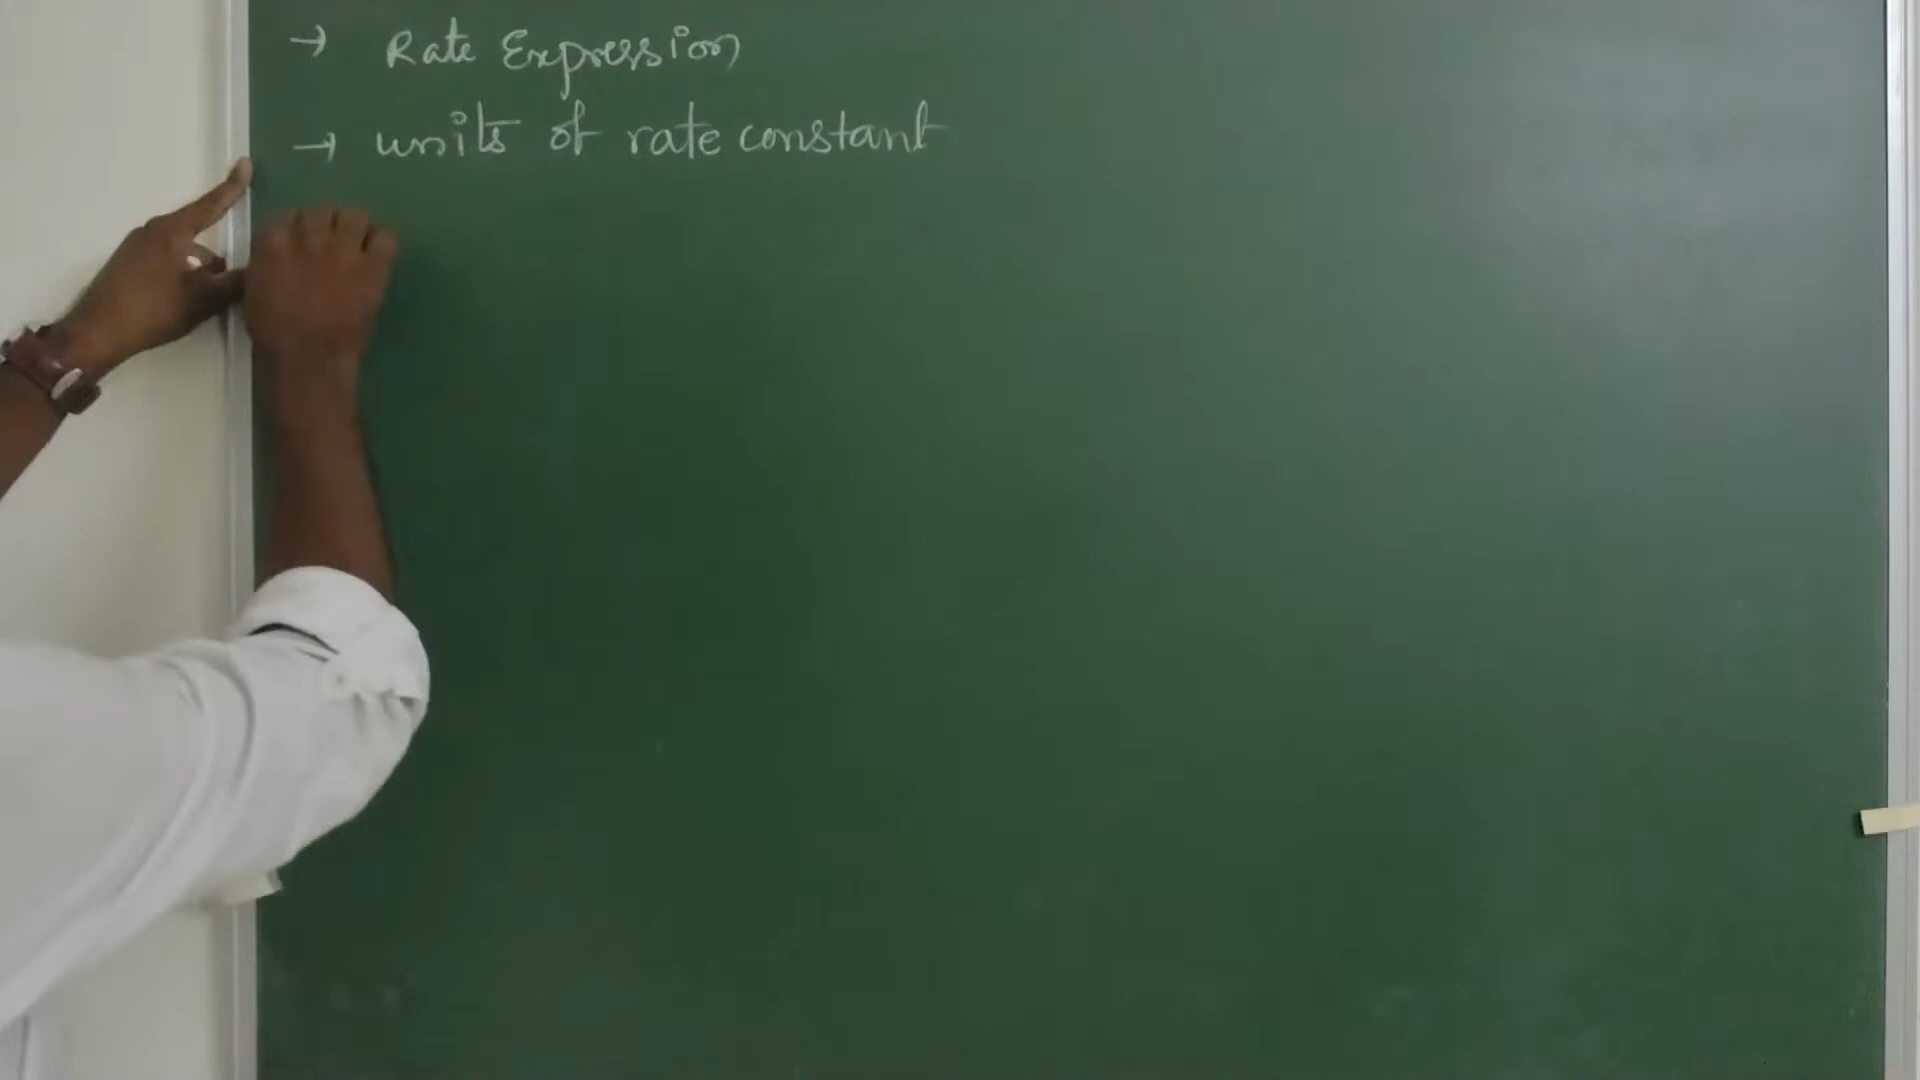 → Rate Expression
→ units of rate constant